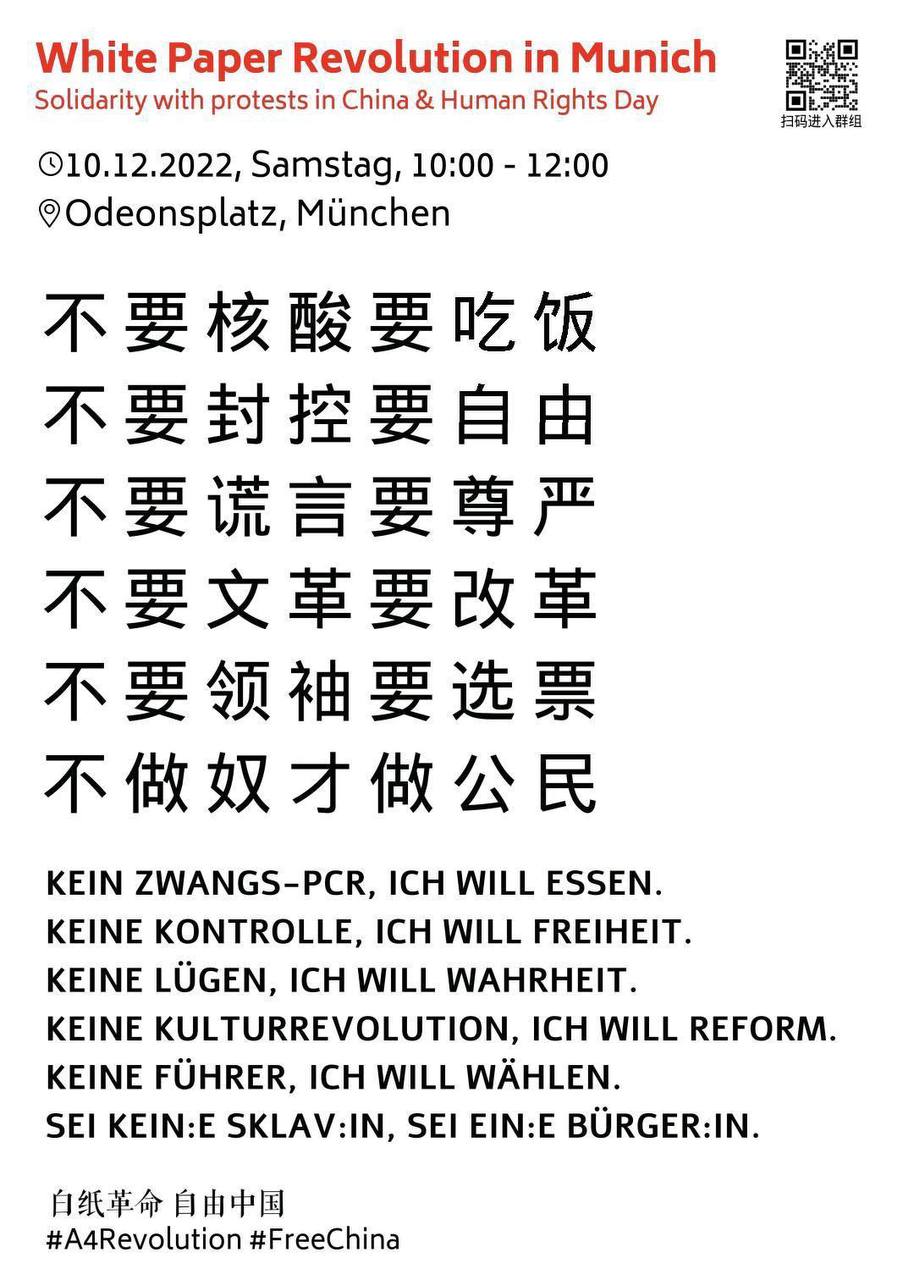 White Paper Revolution in Munich
Solidarity with protests in China & Human Rights Day
扫码进入群组
10.12.2022, Samstag, 10:00 - 12:00
Odeonsplatz, München
不要核酸要吃饭
不要封控要自由
不要谎言要尊严
不要文革要改革
不要领袖要选票
不做奴才做公民
KEIN ZWANGS-PCR, ICH WILL ESSEN.
KEINE KONTROLLE, ICH WILL FREIHEIT.
KEINE LÜGEN, ICH WILL WAHRHEIT.
KEINE KULTURREVOLUTION, ICH WILL REFORM.
KEINE FÜHRER, ICH WILL WÄHLEN.
SEI KEIN:E SKLAV:IN, SEI EIN:E BÜRGER:IN.
白纸革命 自由中国
#A4Revolution #FreeChina